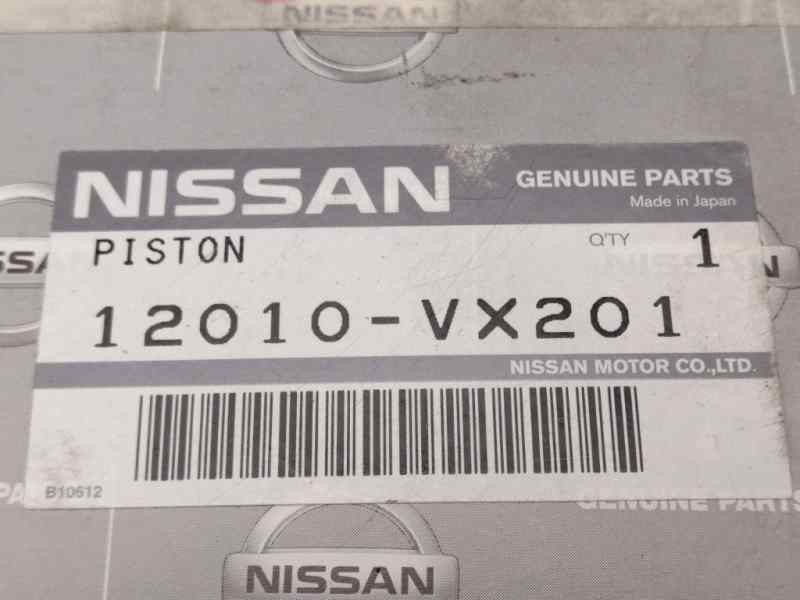 NISSAN
NISSAN GENUINE PARTS
Made in Japan
PISTON Q'TY 1
12010-VX201
NISSAN MOTOR CO.,LTD.
B10612
GENUINE PARTS
NISSAN